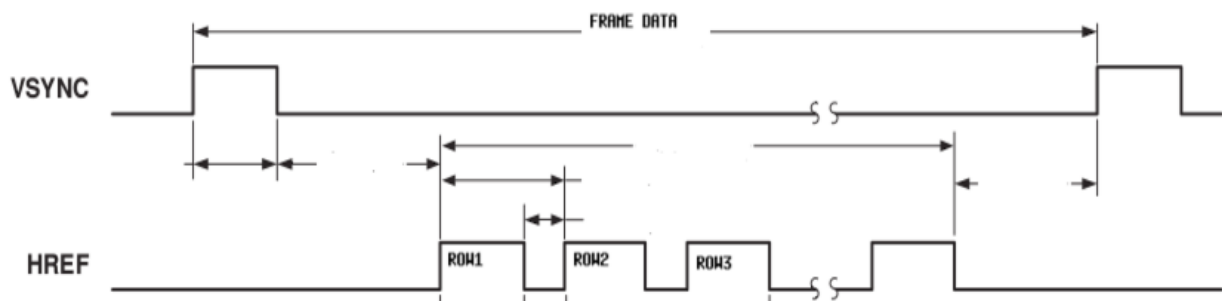 FRAME DATA
VSYNC
HREF
ROW1
ROW2
ROW3